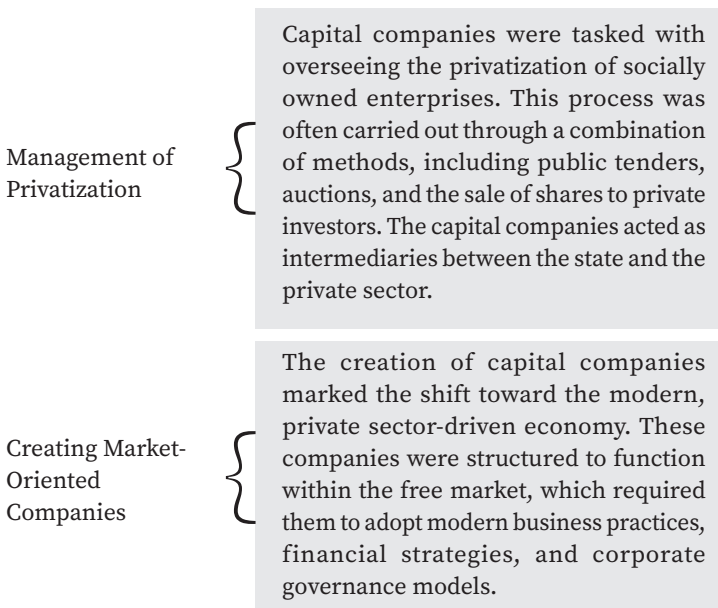 Management of
Privatization
Capital companies were tasked with
overseeing the privatization of socially
owned enterprises. This process was
often carried out through a combination
of methods, including public tenders,
auctions, and the sale of shares to private
investors. The capital companies acted as
intermediaries between the state and the
private sector.
Creating Market-
Oriented
Companies
The creation of capital companies
marked the shift toward the modern,
private sector-driven economy. These
companies were structured to function
within the free market, which required
them to adopt modern business practices,
financial strategies, and corporate
governance models.